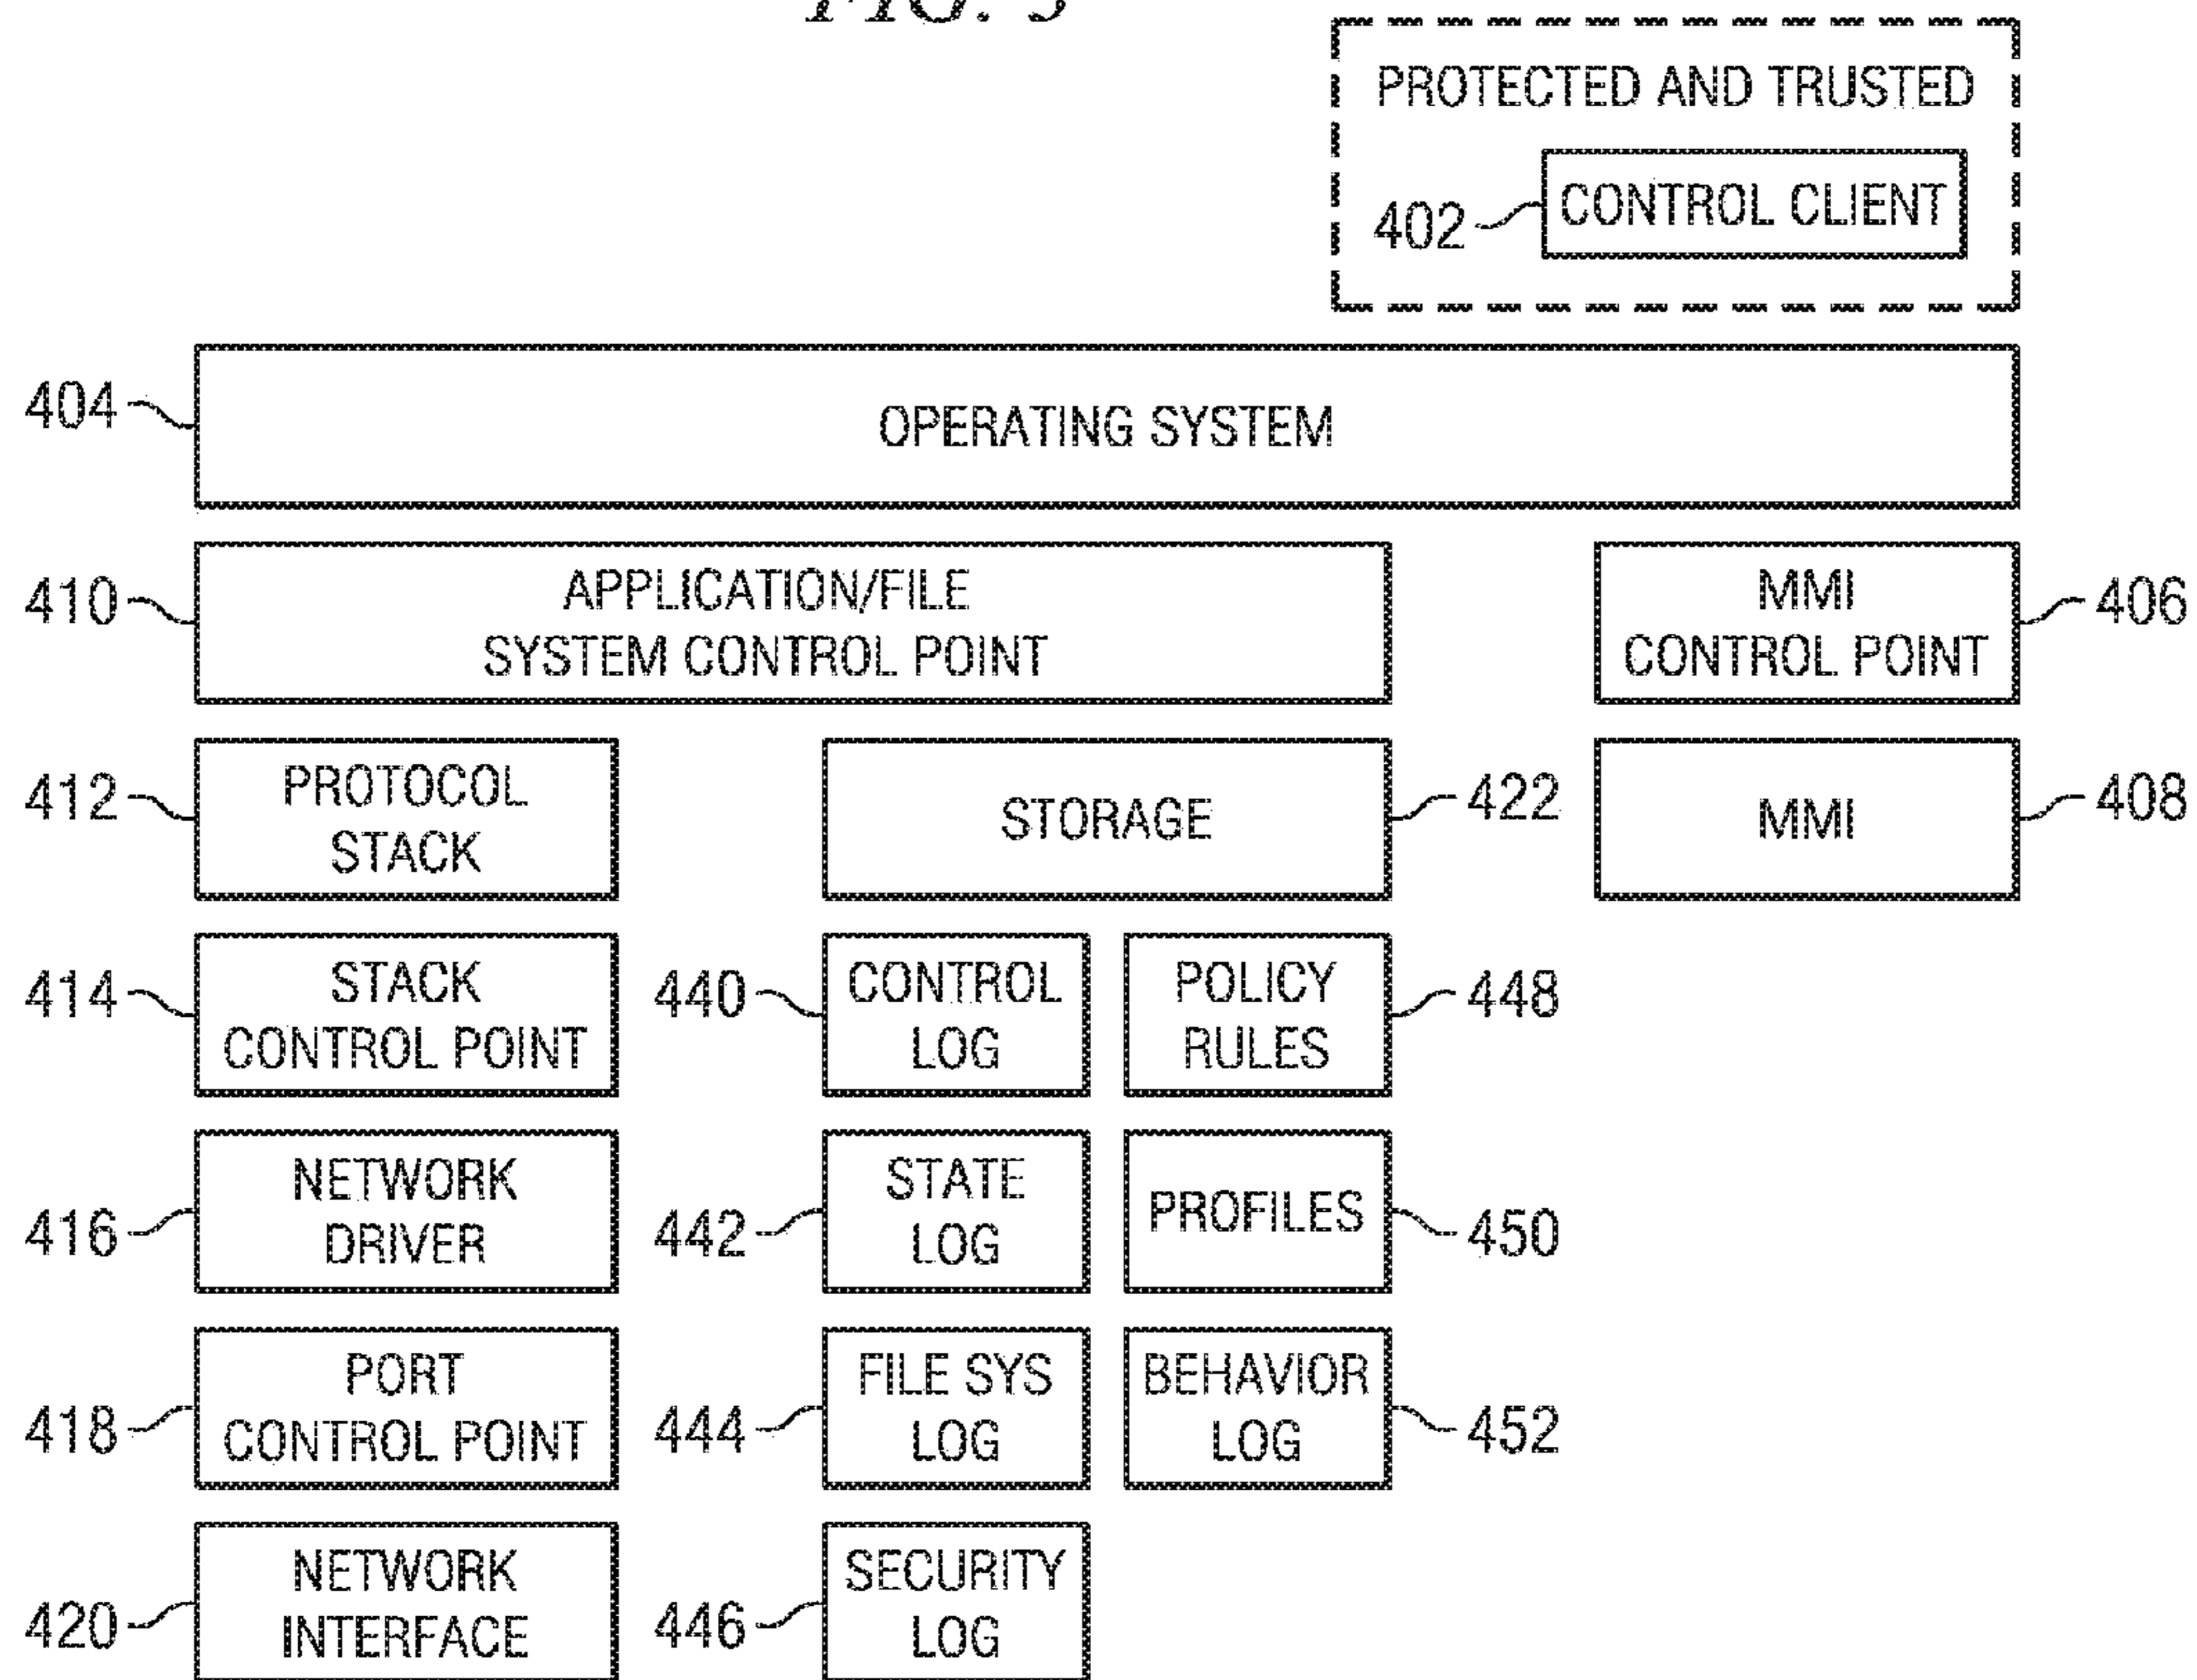 PROTECTED AND TRUSTED
402
CONTROL CLIENT
404
OPERATING SYSTEM
410
APPLICATION/FILE
SYSTEM CONTROL POINT
MMI
CONTROL POINT
406
412
PROTOCOL
STACK
STORAGE
422
MMI
408
414
STACK
CONTROL POINT
440
CONTROL
LOG
POLICY
RULES
448
416
NETWORK
DRIVER
442
STATE
LOG
PROFILES
450
418
PORT
CONTROL POINT
444
FILE SYS
LOG
BEHAVIOR
LOG
452
420
NETWORK
INTERFACE
446
SECURITY
LOG